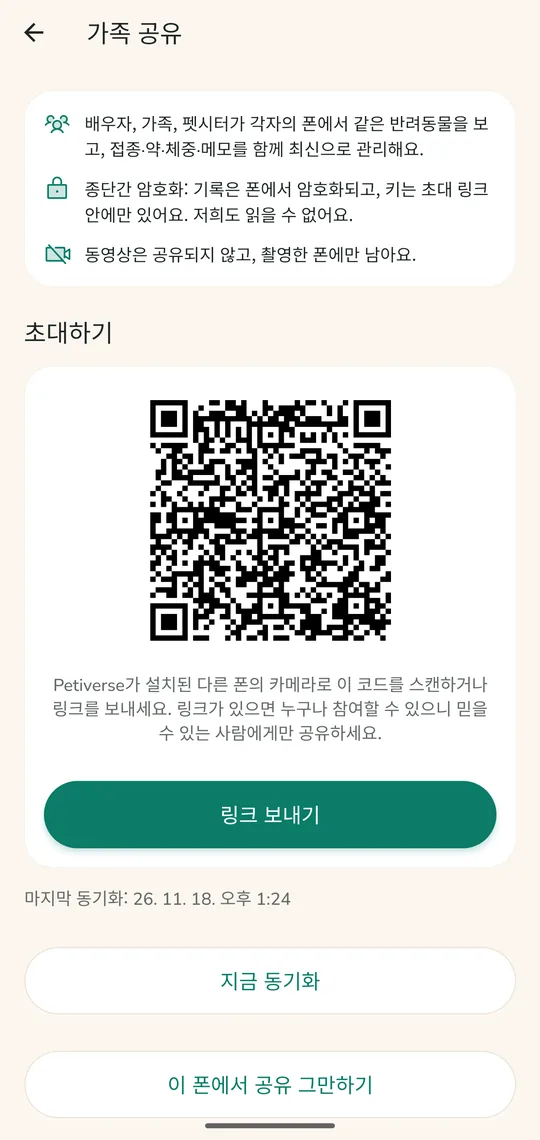 가족 공유
배우자, 가족, 펫시터가 각자의 폰에서 같은 반려동물을 보
고, 접종·약·체중·메모를 함께 최신으로 관리해요.
종단간 암호화: 기록은 폰에서 암호화되고, 키는 초대 링크
안에만 있어요. 저희도 읽을 수 없어요.
동영상은 공유되지 않고, 촬영한 폰에만 남아요.
초대하기
Petiverse가 설치된 다른 폰의 카메라로 이 코드를 스캔하거나
링크를 보내세요. 링크가 있으면 누구나 참여할 수 있으니 믿을
수 있는 사람에게만 공유하세요.
링크 보내기
마지막 동기화: 26. 11. 18. 오후 1:24
지금 동기화
이 폰에서 공유 그만하기